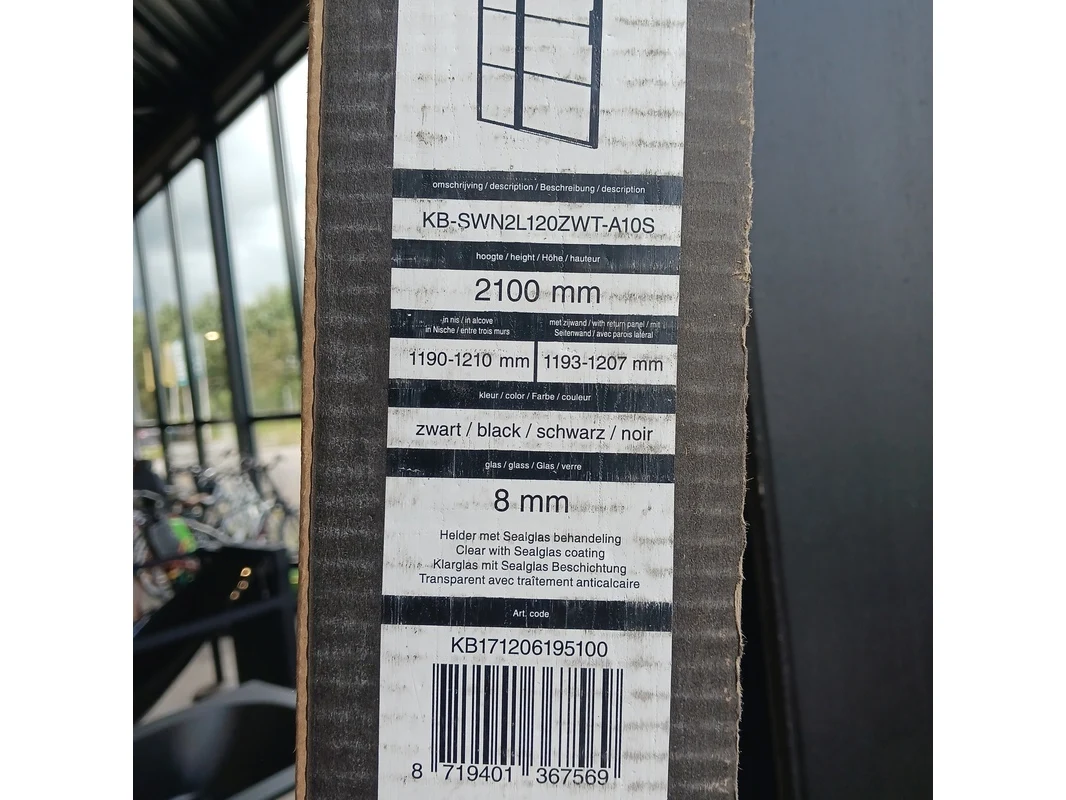 omschrijving / description / Beschreibung / description
KB-SWN2L120ZWT-A10S
hoogte / height / Höhe / hauteur
2100 mm
in nis / in alcove
in Nische / entre trois murs
met zijwand / with return panel / mit
Seitenwand / avec parois latéral
1190-1210 mm
1193-1207 mm
kleur / color / Farbe / couleur
zwart / black / schwarz / noir
glas / glass / Glas / verre
8 mm
Helder met Sealglas behandeling
Clear with Sealglas coating
Klarglas mit Sealglas Beschichtung
Transparent avec traîtement anticalcaire
Art. code
KB171206195100
8 719401 367569